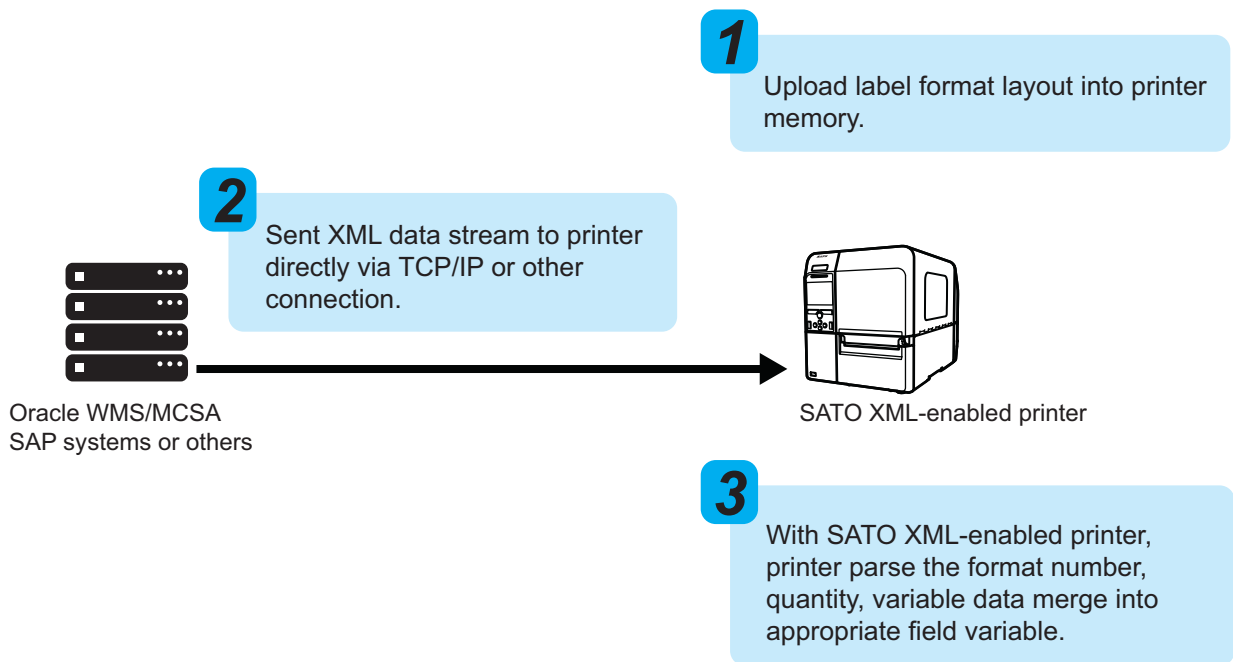 1
Upload label format layout into printer
memory.
2
Sent XML data stream to printer
directly via TCP/IP or other
connection.
Oracle WMS/MCSA
SAP systems or others
SATO XML-enabled printer
3
With SATO XML-enabled printer,
printer parse the format number,
quantity, variable data merge into
appropriate field variable.